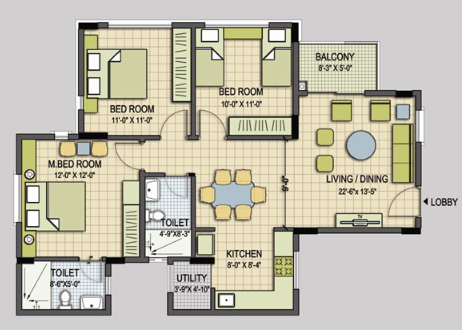 BALCONY
8'-3" X 5'-0"
BED ROOM
11'-0" X 11'-0"
BED ROOM
10'-0" X 11'-0"
M.BED ROOM
12'-0" X 12'-0"
LIVING / DINING
22'-6" x 13'-5"
9'-0"
LOBBY
TV
TOILET
4'-9"X8'-3"
KITCHEN
8'-0" X 8'-4"
TOILET
8'-6"X5'-0"
UTILITY
3'-9"X 4'-10"